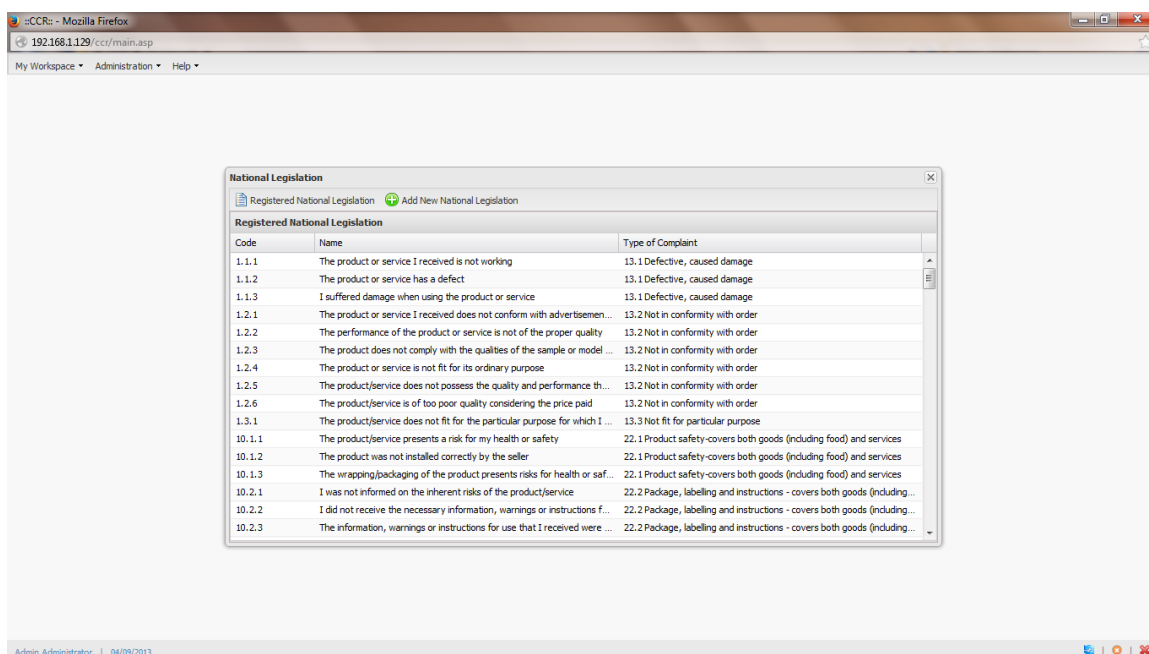 ::CCR:: - Mozilla Firefox
192.168.1.129/ccr/main.asp
My Workspace Administration Help
National Legislation
Registered National Legislation Add New National Legislation
Registered National Legislation
Code Name Type of Complaint
1.1.1 The product or service I received is not working 13.1 Defective, caused damage
1.1.2 The product or service has a defect 13.1 Defective, caused damage
1.1.3 I suffered damage when using the product or service 13.1 Defective, caused damage
1.2.1 The product or service I received does not conform with advertisemen... 13.2 Not in conformity with order
1.2.2 The performance of the product or service is not of the proper quality 13.2 Not in conformity with order
1.2.3 The product does not comply with the qualities of the sample or model ... 13.2 Not in conformity with order
1.2.4 The product or service is not fit for its ordinary purpose 13.2 Not in conformity with order
1.2.5 The product/service does not possess the quality and performance th... 13.2 Not in conformity with order
1.2.6 The product/service is of too poor quality considering the price paid 13.2 Not in conformity with order
1.3.1 The product/service does not fit for the particular purpose for which I ... 13.3 Not fit for particular purpose
10.1.1 The product/service presents a risk for my health or safety 22.1 Product safety-covers both goods (including food) and services
10.1.2 The product was not installed correctly by the seller 22.1 Product safety-covers both goods (including food) and services
10.1.3 The wrapping/packaging of the product presents risks for health or saf... 22.1 Product safety-covers both goods (including food) and services
10.2.1 I was not informed on the inherent risks of the product/service 22.2 Package, labelling and instructions - covers both goods (including...
10.2.2 I did not receive the necessary information, warnings or instructions f... 22.2 Package, labelling and instructions - covers both goods (including...
10.2.3 The information, warnings or instructions for use that I received were ... 22.2 Package, labelling and instructions - covers both goods (including...
Admin Administrator | 04/09/2013